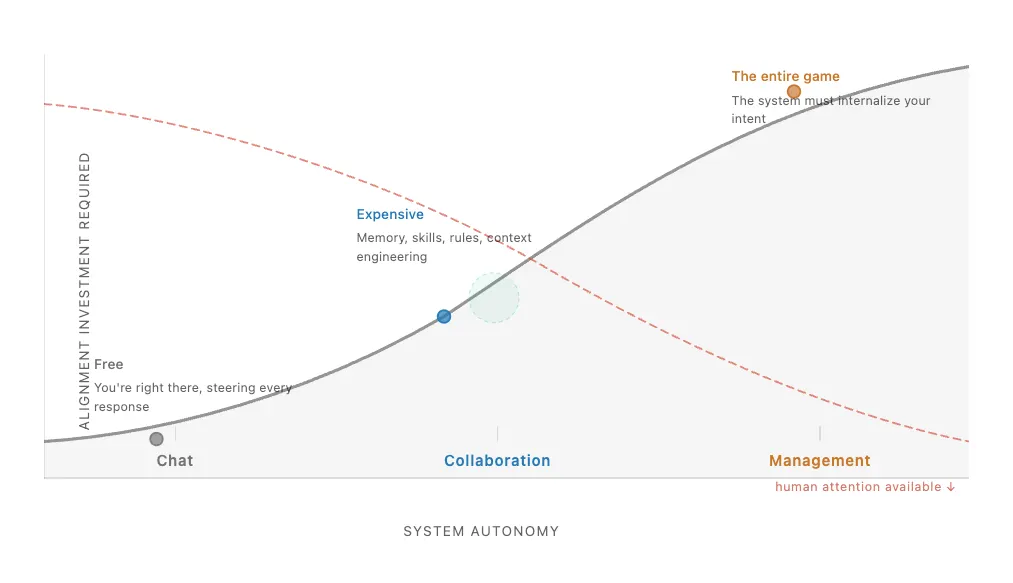 The entire game
The system must internalize your
intent
Expensive
Memory, skills, rules, context
engineering
ALIGNMENT INVESTMENT REQUIRED
Free
You're right there, steering every
response
Chat
Collaboration
Management
human attention available ↓
SYSTEM AUTONOMY